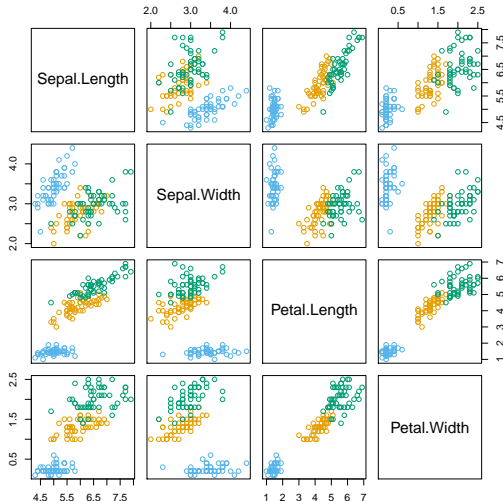 2.0 3.0 4.0 0.5 1.5 2.5
Sepal.Length
4.5 5.5 6.5 7.5
2.0 3.0 4.0
Sepal.Width
Petal.Length
1 2 3 4 5 6 7
0.5 1.5 2.5
Petal.Width
4.5 5.5 6.5 7.5 1 2 3 4 5 6 7